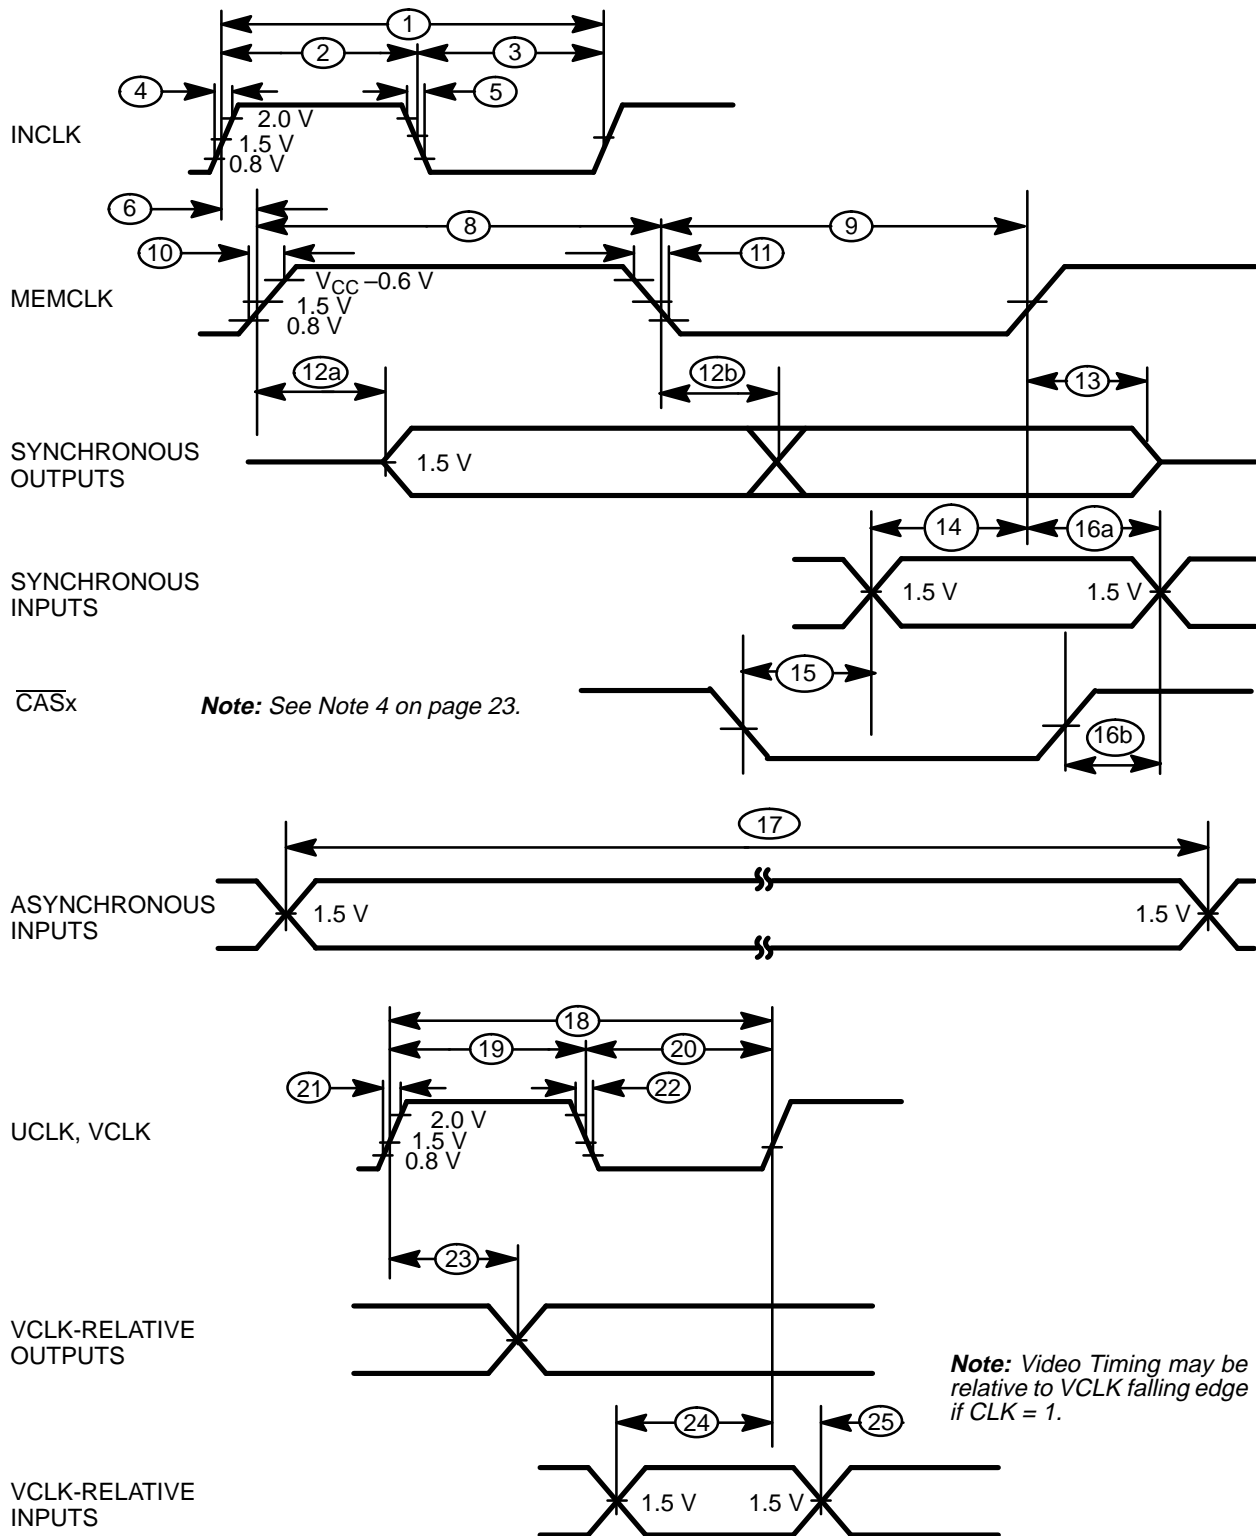 1
2
3
4
5
INCLK
2.0 V
1.5 V
0.8 V
6
8
9
10
11
MEMCLK
VCC –0.6 V
1.5 V
0.8 V
12a
12b
13
SYNCHRONOUS
OUTPUTS
1.5 V
14
16a
SYNCHRONOUS
INPUTS
1.5 V
1.5 V
15
C̅A̅S̅x
Note: See Note 4 on page 23.
16b
17
ASYNCHRONOUS
INPUTS
1.5 V
1.5 V
18
19
20
21
22
UCLK, VCLK
2.0 V
1.5 V
0.8 V
23
VCLK-RELATIVE
OUTPUTS
Note: Video Timing may be
relative to VCLK falling edge
if CLK = 1.
24
25
VCLK-RELATIVE
INPUTS
1.5 V
1.5 V